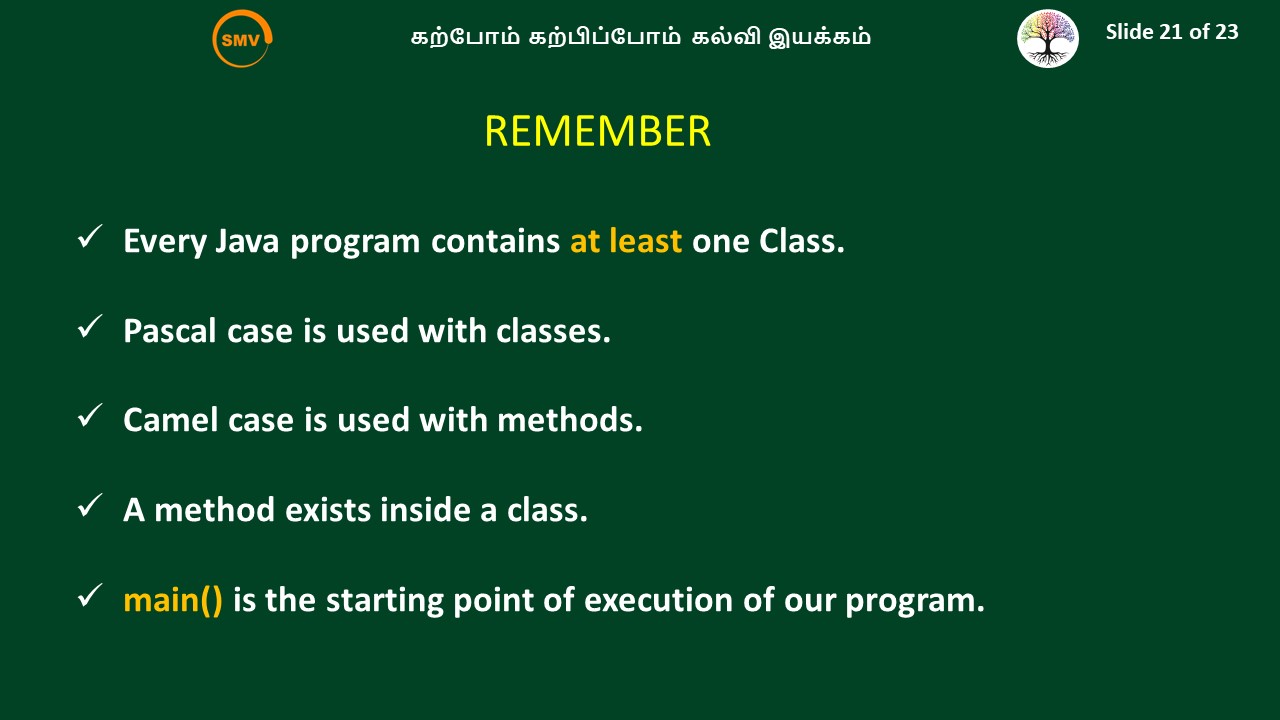 SMV
கற்போம் கற்பிப்போம் கல்வி இயக்கம்
Slide 21 of 23
REMEMBER
✓ Every Java program contains at least one Class.
✓ Pascal case is used with classes.
✓ Camel case is used with methods.
✓ A method exists inside a class.
✓ main() is the starting point of execution of our program.